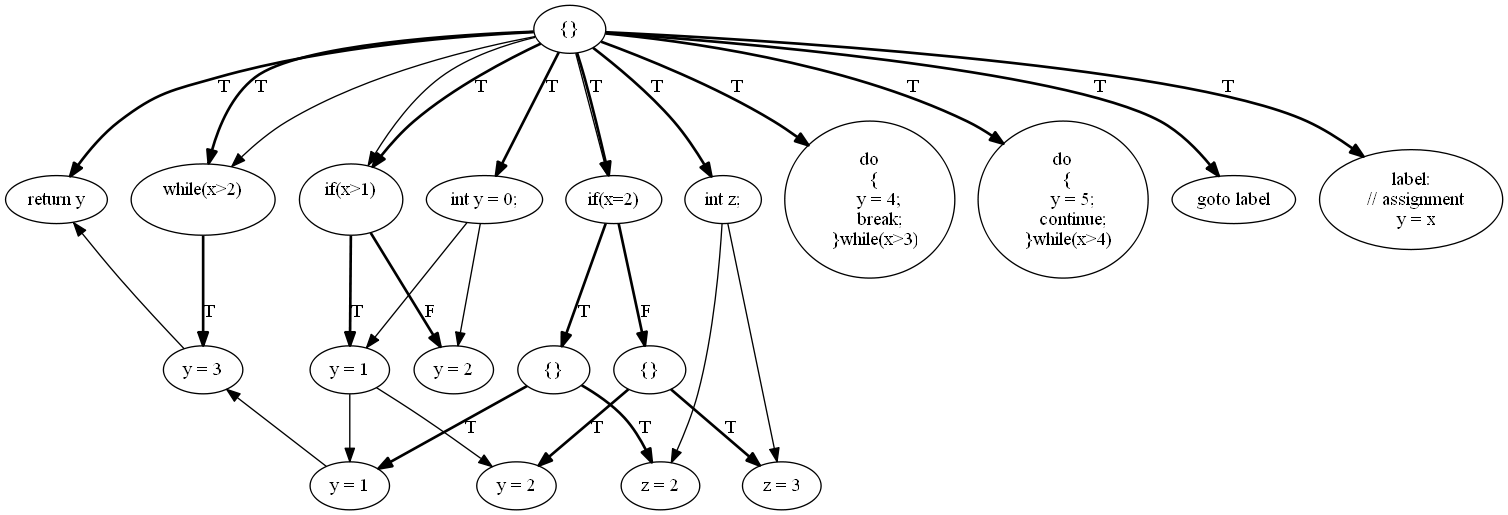 {}
T
T
T
T
T
T
T
T
T
T
return y
while(x>2)
if(x>1)
int y = 0;
if(x=2)
int z;
do
{
y = 4;
break;
}while(x>3)
do
{
y = 5;
continue;
}while(x>4)
goto label
label:
// assignment
y = x
T
T
F
T
F
y = 3
y = 1
y = 2
{}
{}
T
T
T
T
y = 1
y = 2
z = 2
z = 3